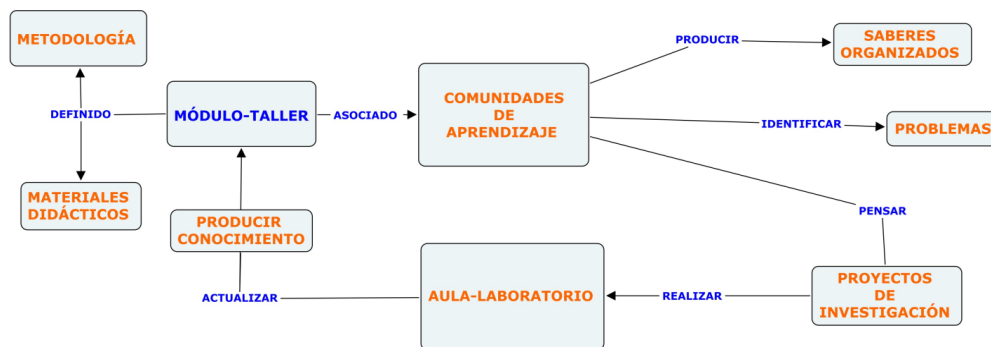 METODOLOGÍA
DEFINIDO
MATERIALES
DIDÁCTICOS
MÓDULO-TALLER
ASOCIADO
COMUNIDADES
DE
APRENDIZAJE
PRODUCIR
SABERES
ORGANIZADOS
IDENTIFICAR
PROBLEMAS
PENSAR
PROYECTOS
DE
INVESTIGACIÓN
REALIZAR
AULA-LABORATORIO
ACTUALIZAR
PRODUCIR
CONOCIMIENTO